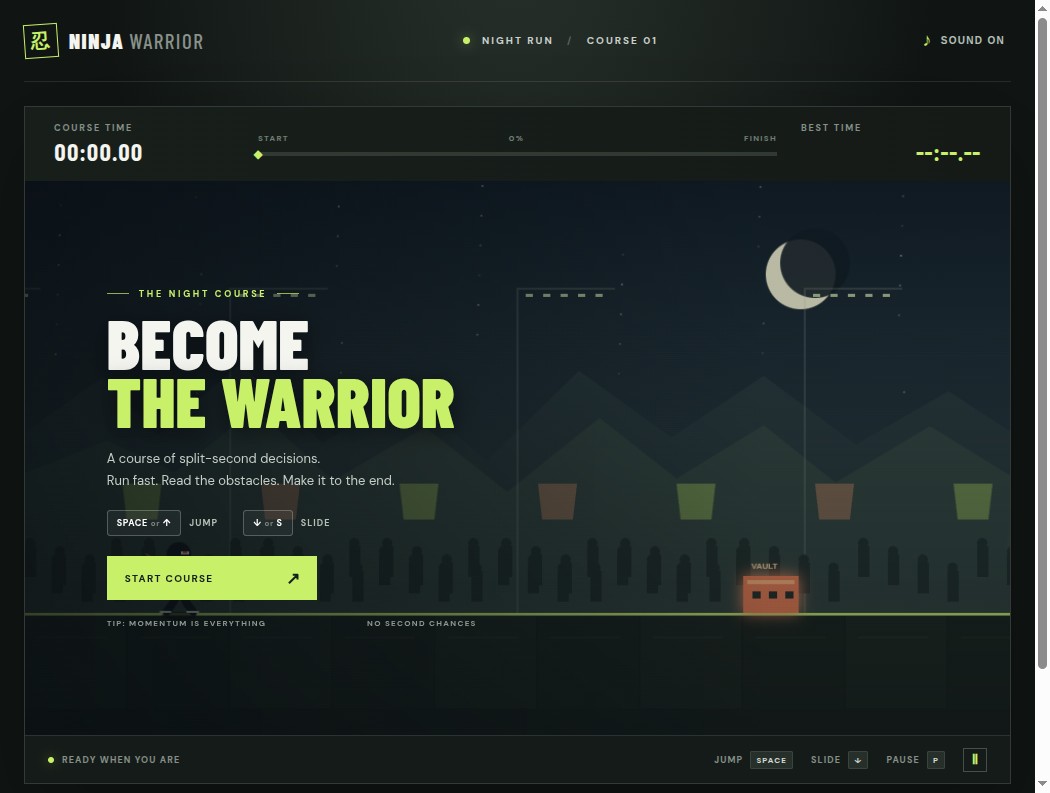 忍 NINJA WARRIOR
NIGHT RUN / COURSE 01
♪ SOUND ON
COURSE TIME
00:00.00
START 0% FINISH
BEST TIME
--:--.--
THE NIGHT COURSE
BECOME
THE WARRIOR
A course of split-second decisions.
Run fast. Read the obstacles. Make it to the end.
SPACE or ↑ JUMP ↓ or S SLIDE
START COURSE ↗
VAULT
TIP: MOMENTUM IS EVERYTHING NO SECOND CHANCES
READY WHEN YOU ARE
JUMP SPACE SLIDE ↓ PAUSE P